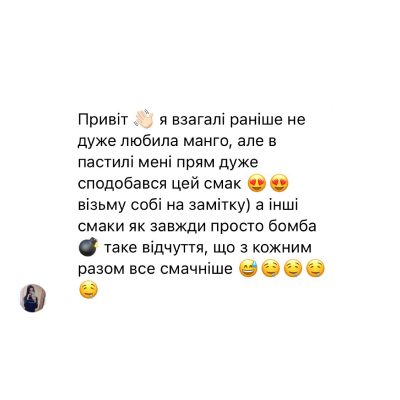 Привіт 👋🏻 я взагалі раніше не
дуже любила манго, але в
пастилі мені прям дуже
сподобався цей смак 😍😍
візьму собі на замітку) а інші
смаки як завжди просто бомба
💣 таке відчуття, що з кожним
разом все смачніше 😅🤤🤤🤤
🤤